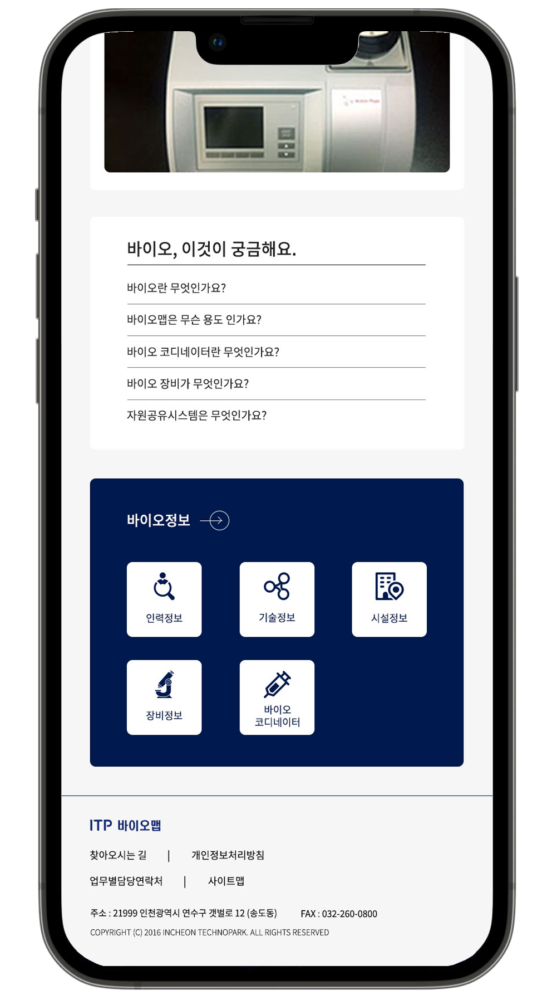 바이오, 이것이 궁금해요.
바이오란 무엇인가요?
바이오맵은 무슨 용도 인가요?
바이오 코디네이터란 무엇인가요?
바이오 장비가 무엇인가요?
자원공유시스템은 무엇인가요?
바이오정보
인력정보
기술정보
시설정보
장비정보
바이오
코디네이터
ITP 바이오맵
찾아오시는 길 | 개인정보처리방침
업무별담당연락처 | 사이트맵
주소 : 21999 인천광역시 연수구 갯벌로 12 (송도동) FAX : 032-260-0800
COPYRIGHT (C) 2016 INCHEON TECHNOPARK. ALL RIGHTS RESERVED